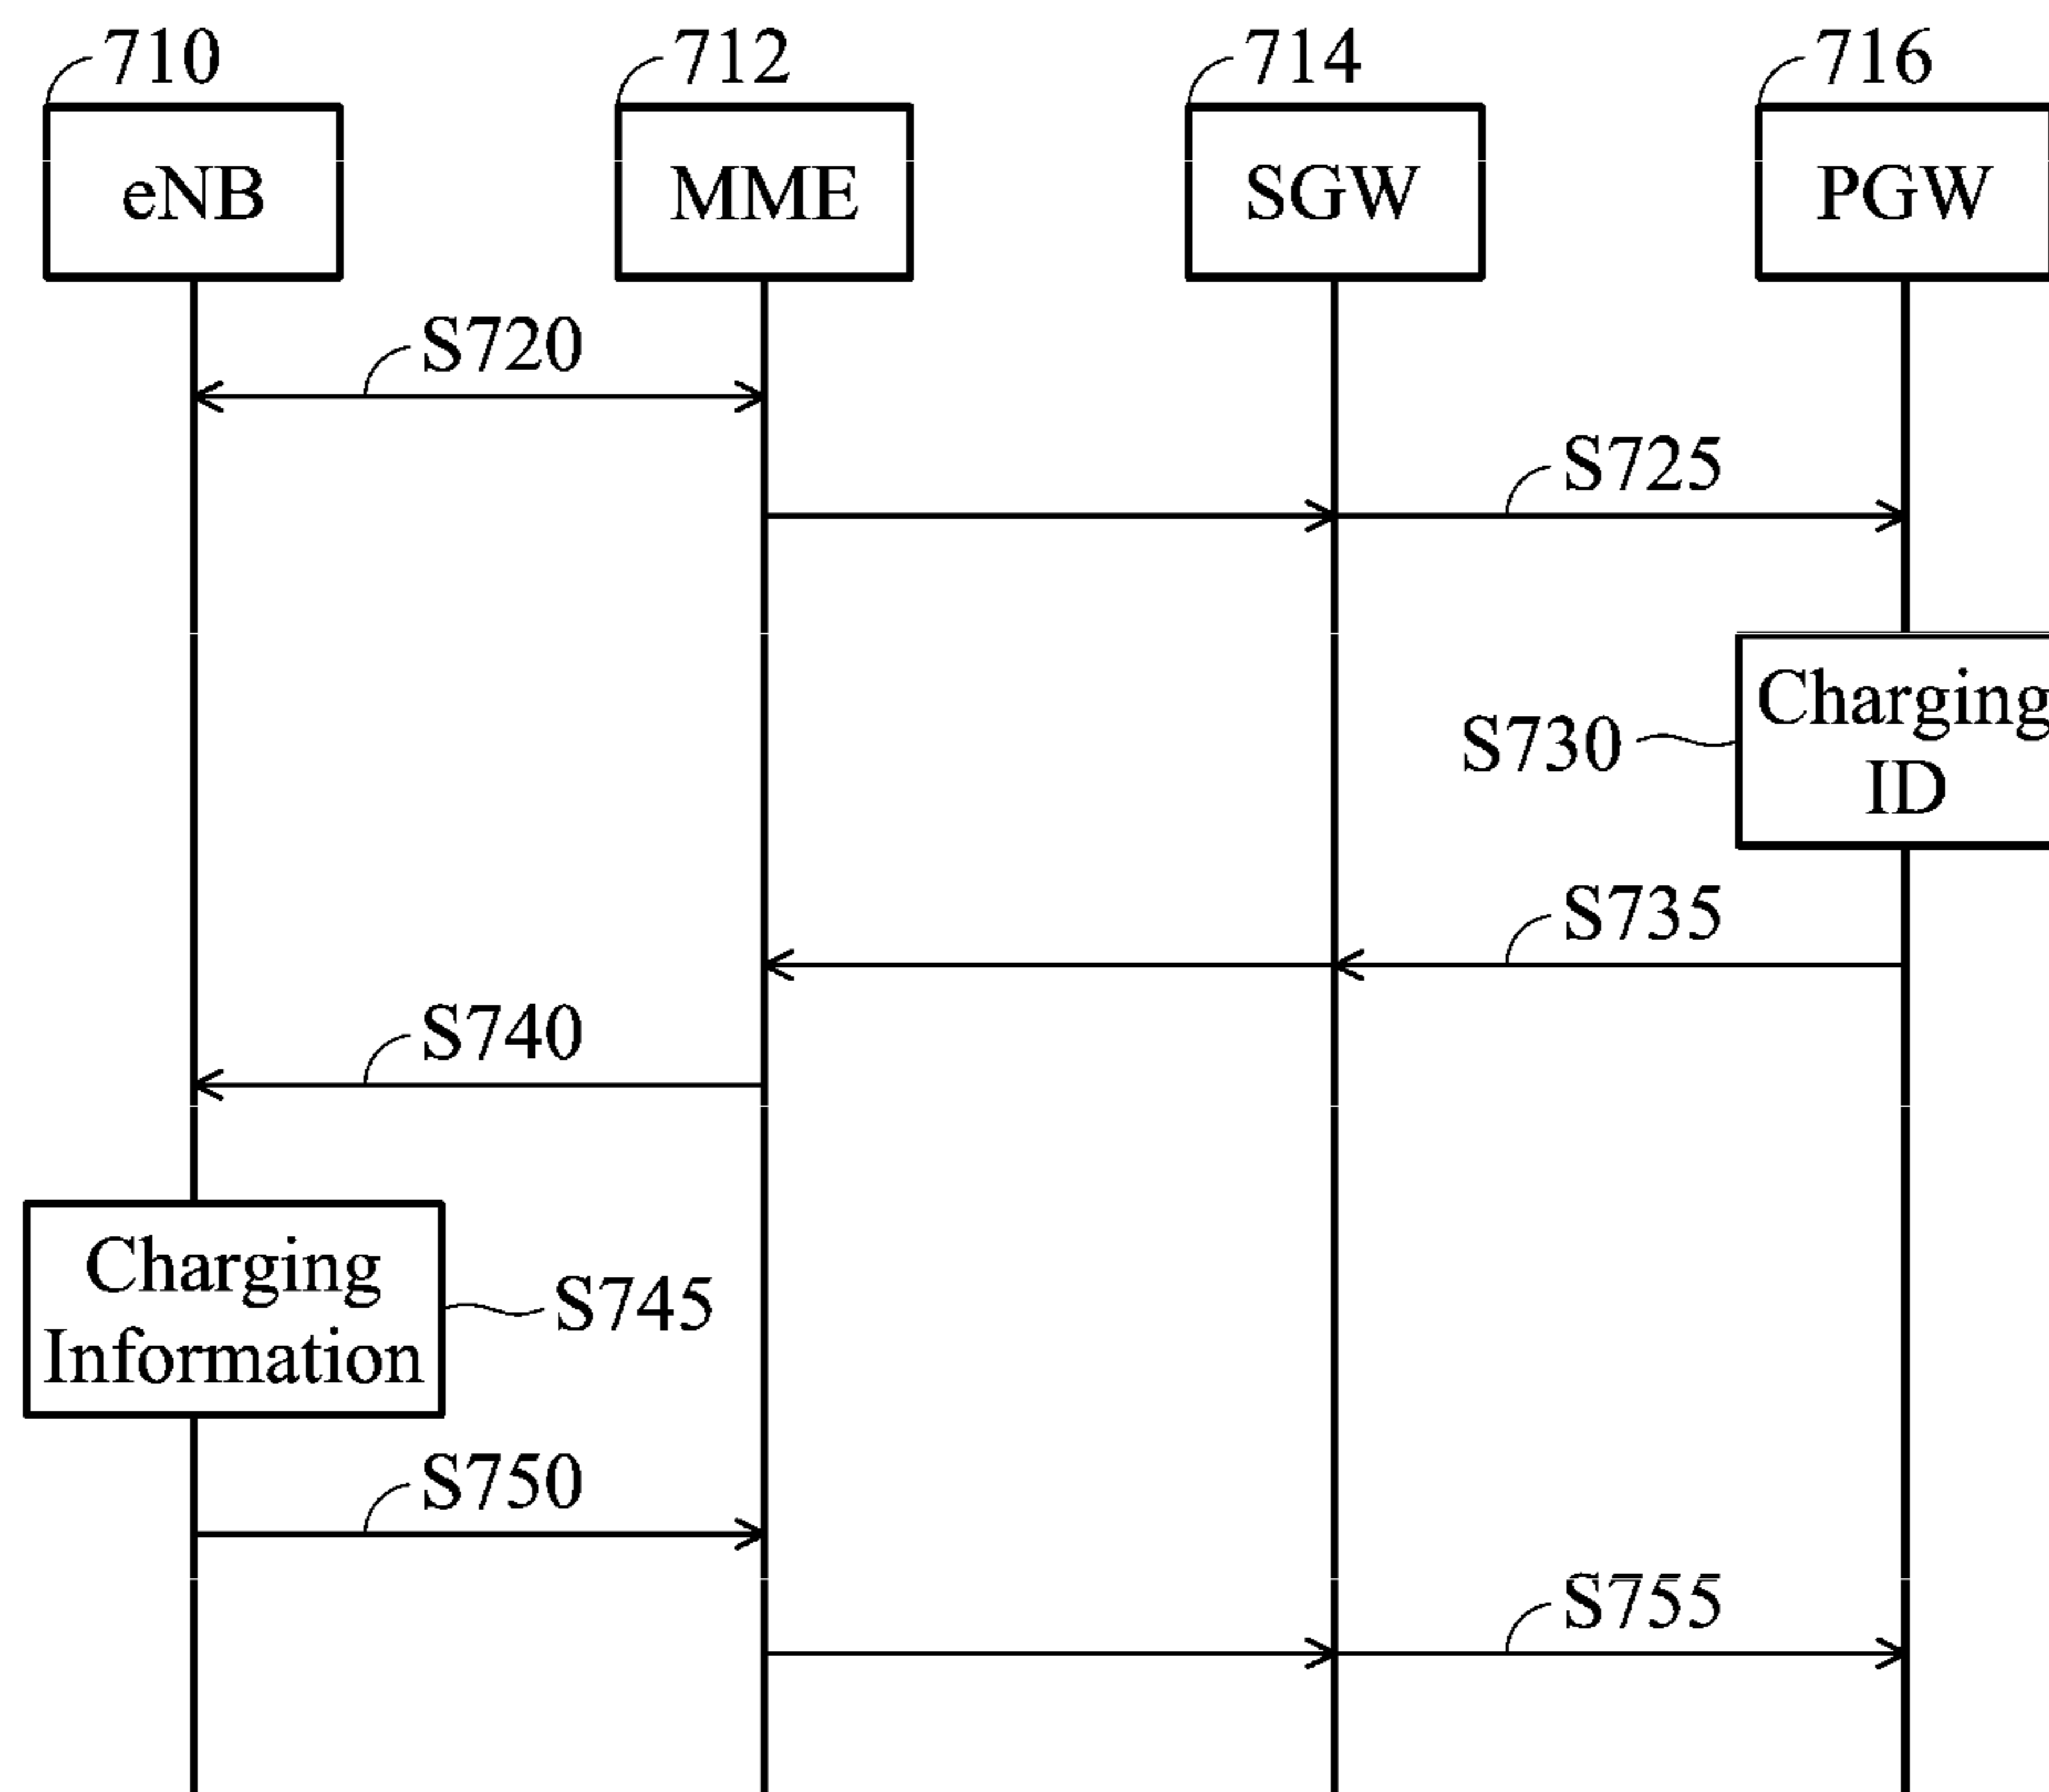 710
712
714
716
eNB
MME
SGW
PGW
S720
S725
S730
Charging
ID
S735
S740
Charging
Information
S745
S750
S755